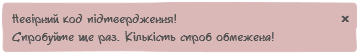 Невірний код підтвердження! x
Спробуйте ще раз. Кількість спроб обмежена!